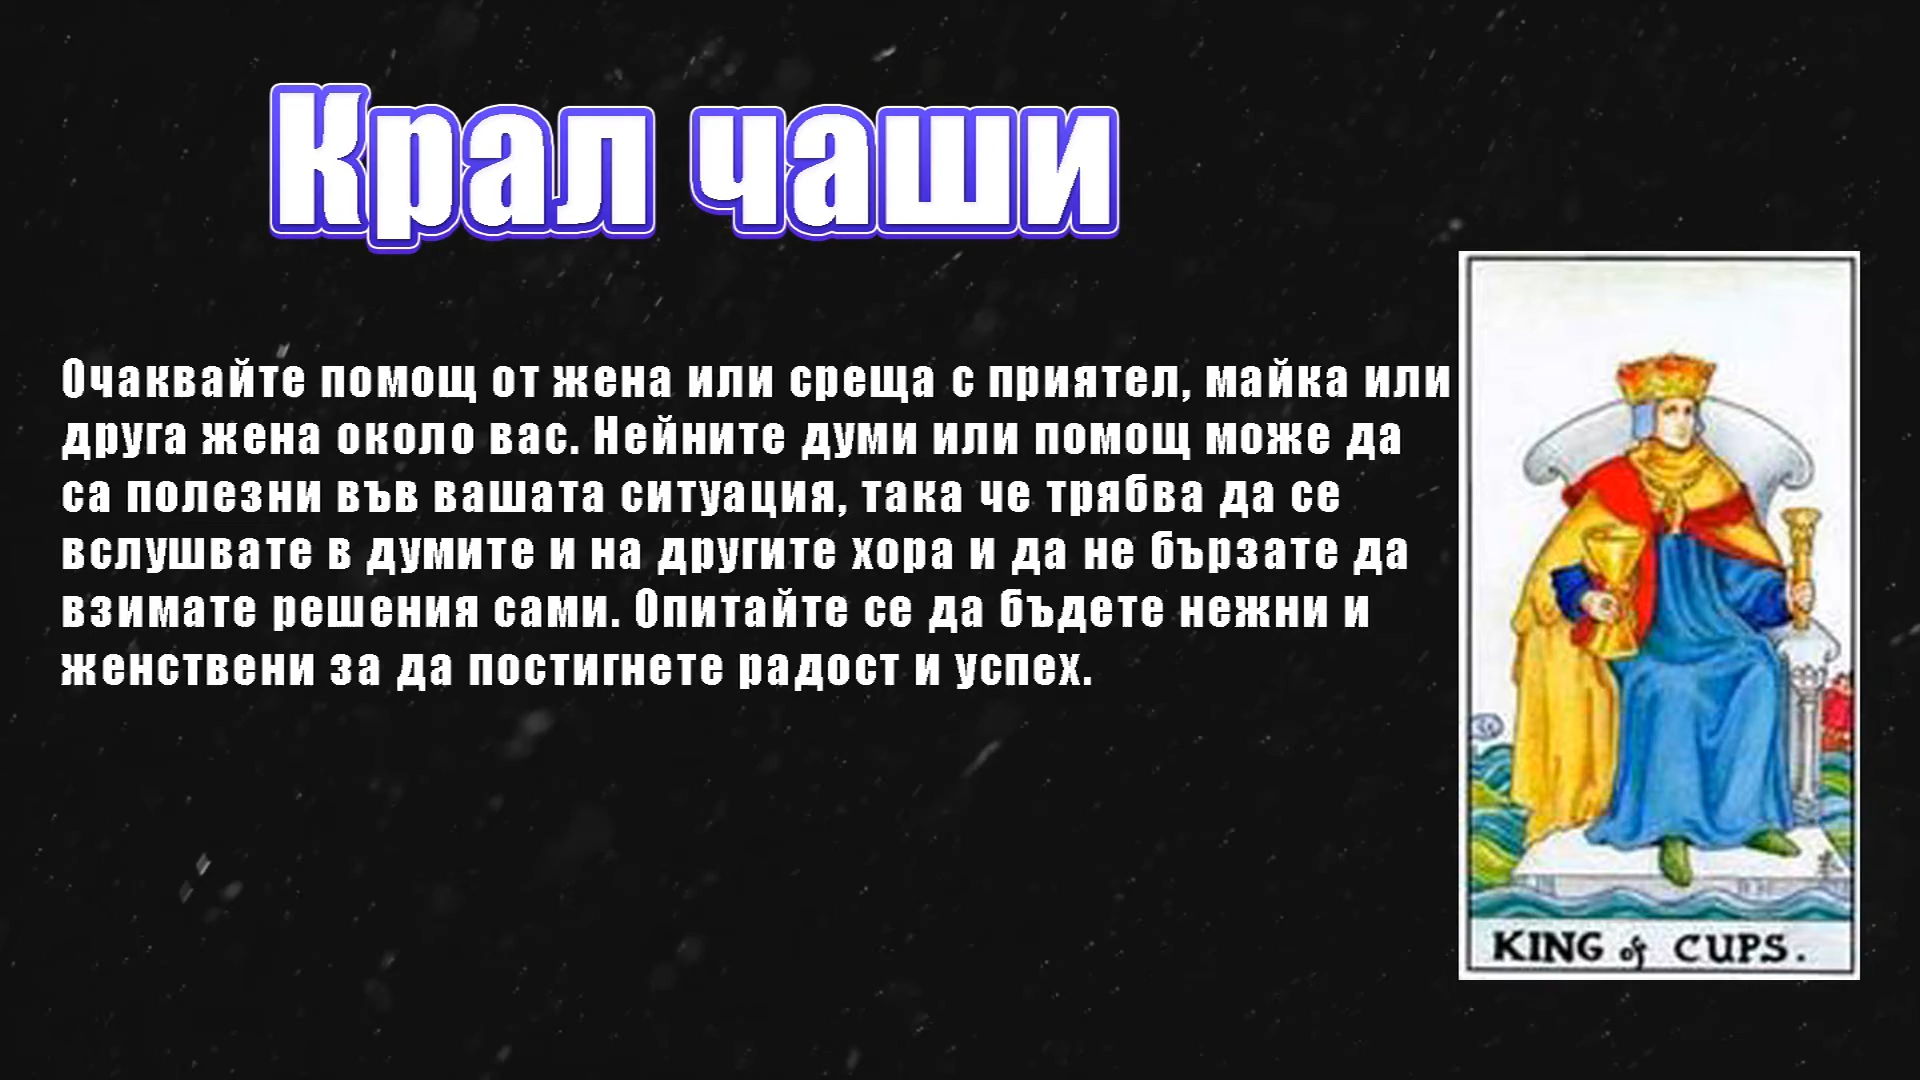 Крал чаши
Очаквайте помощ от жена или среща с приятел, майка или
друга жена около вас. Нейните думи или помощ може да
са полезни във вашата ситуация, така че трябва да се
вслушвате в думите и на другите хора и да не бързате да
взимате решения сами. Опитайте се да бъдете нежни и
женствени за да постигнете радост и успех.
KING of CUPS.